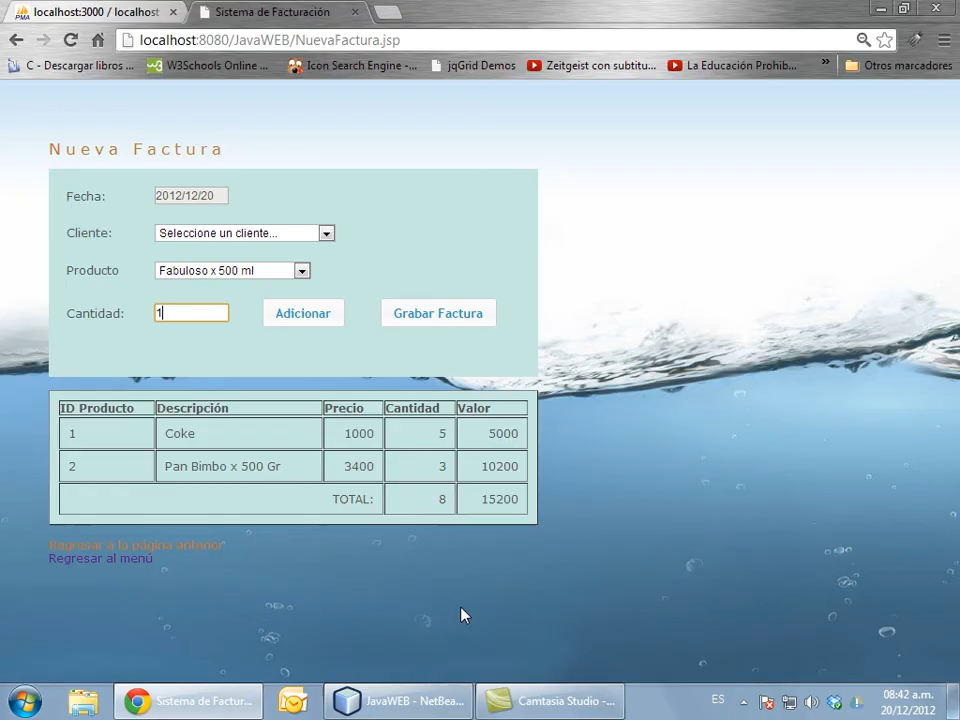 PMA localhost:3000 / localhost
Sistema de Facturación
localhost:8080/JavaWEB/NuevaFactura.jsp
C - Descargar libros ...
W3Schools Online ...
Icon Search Engine -...
jqGrid Demos
Zeitgeist con subtitu...
La Educación Prohib...
»
Otros marcadores
Nueva Factura
Fecha: 2012/12/20
Cliente: Seleccione un cliente...
Producto Fabuloso x 500 ml
Cantidad: 1 Adicionar Grabar Factura
ID Producto Descripción Precio Cantidad Valor
1 Coke 1000 5 5000
2 Pan Bimbo x 500 Gr 3400 3 10200
TOTAL: 8 15200
Regresar a la página anterior
Regresar al menú
Sistema de Factur...
JavaWEB - NetBea...
Camtasia Studio -...
ES
08:42 a.m.
20/12/2012